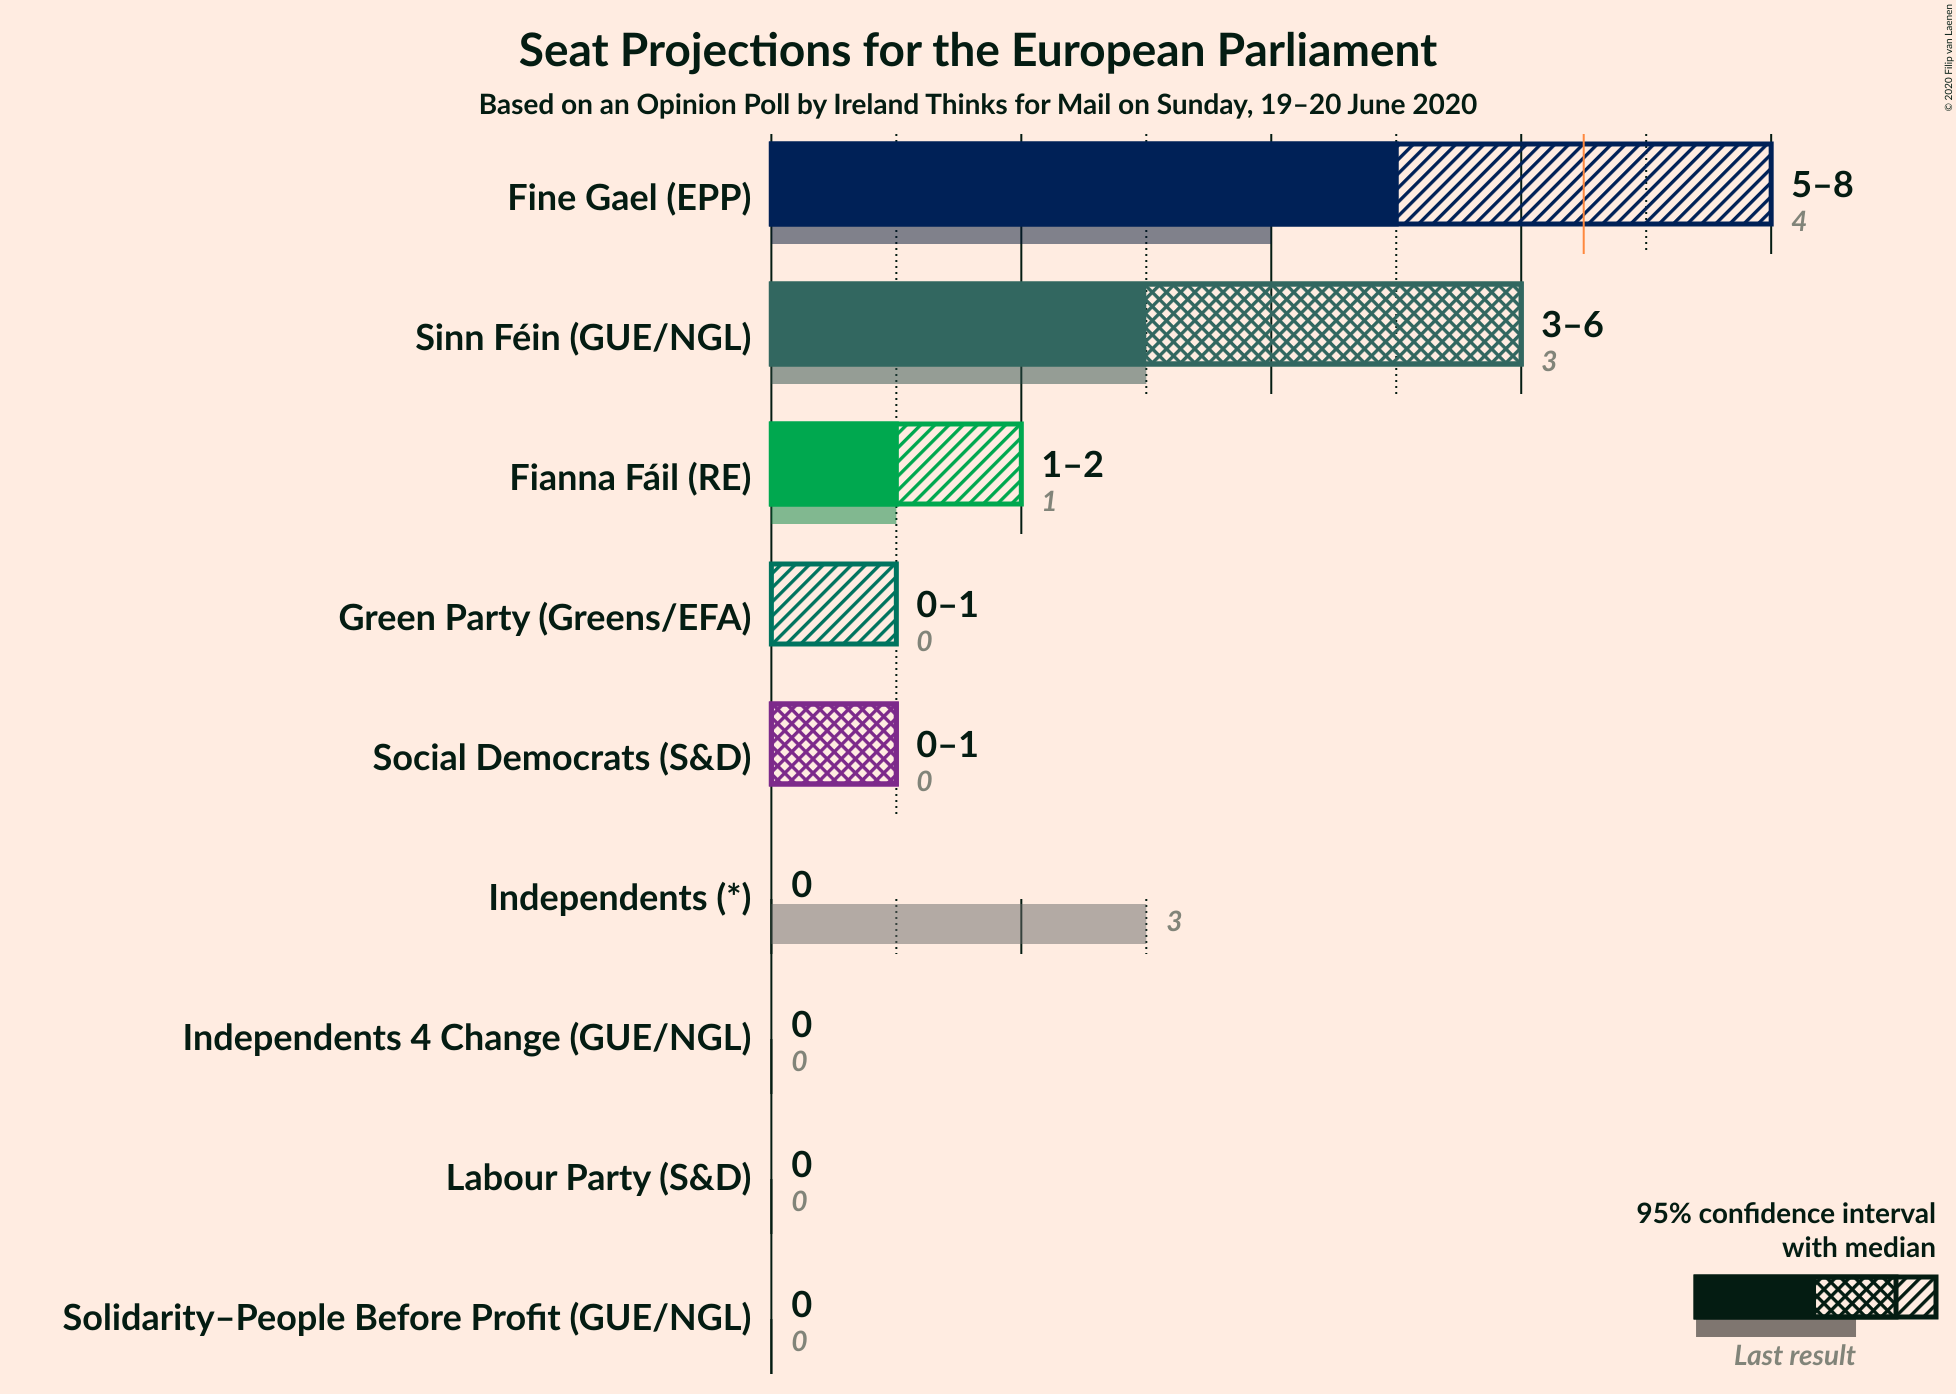 Seat Projections for the European Parliament
Based on an Opinion Poll by Ireland Thinks for Mail on Sunday, 19–20 June 2020
© 2020 Filip van Laenen
Fine Gael (EPP)
5–8
4
Sinn Féin (GUE/NGL)
3–6
3
Fianna Fáil (RE)
1–2
1
Green Party (Greens/EFA)
0–1
0
Social Democrats (S&D)
0–1
0
Independents (*)
0
3
Independents 4 Change (GUE/NGL)
0
0
Labour Party (S&D)
0
0
Solidarity–People Before Profit (GUE/NGL)
0
0
95% confidence interval
with median
Last result